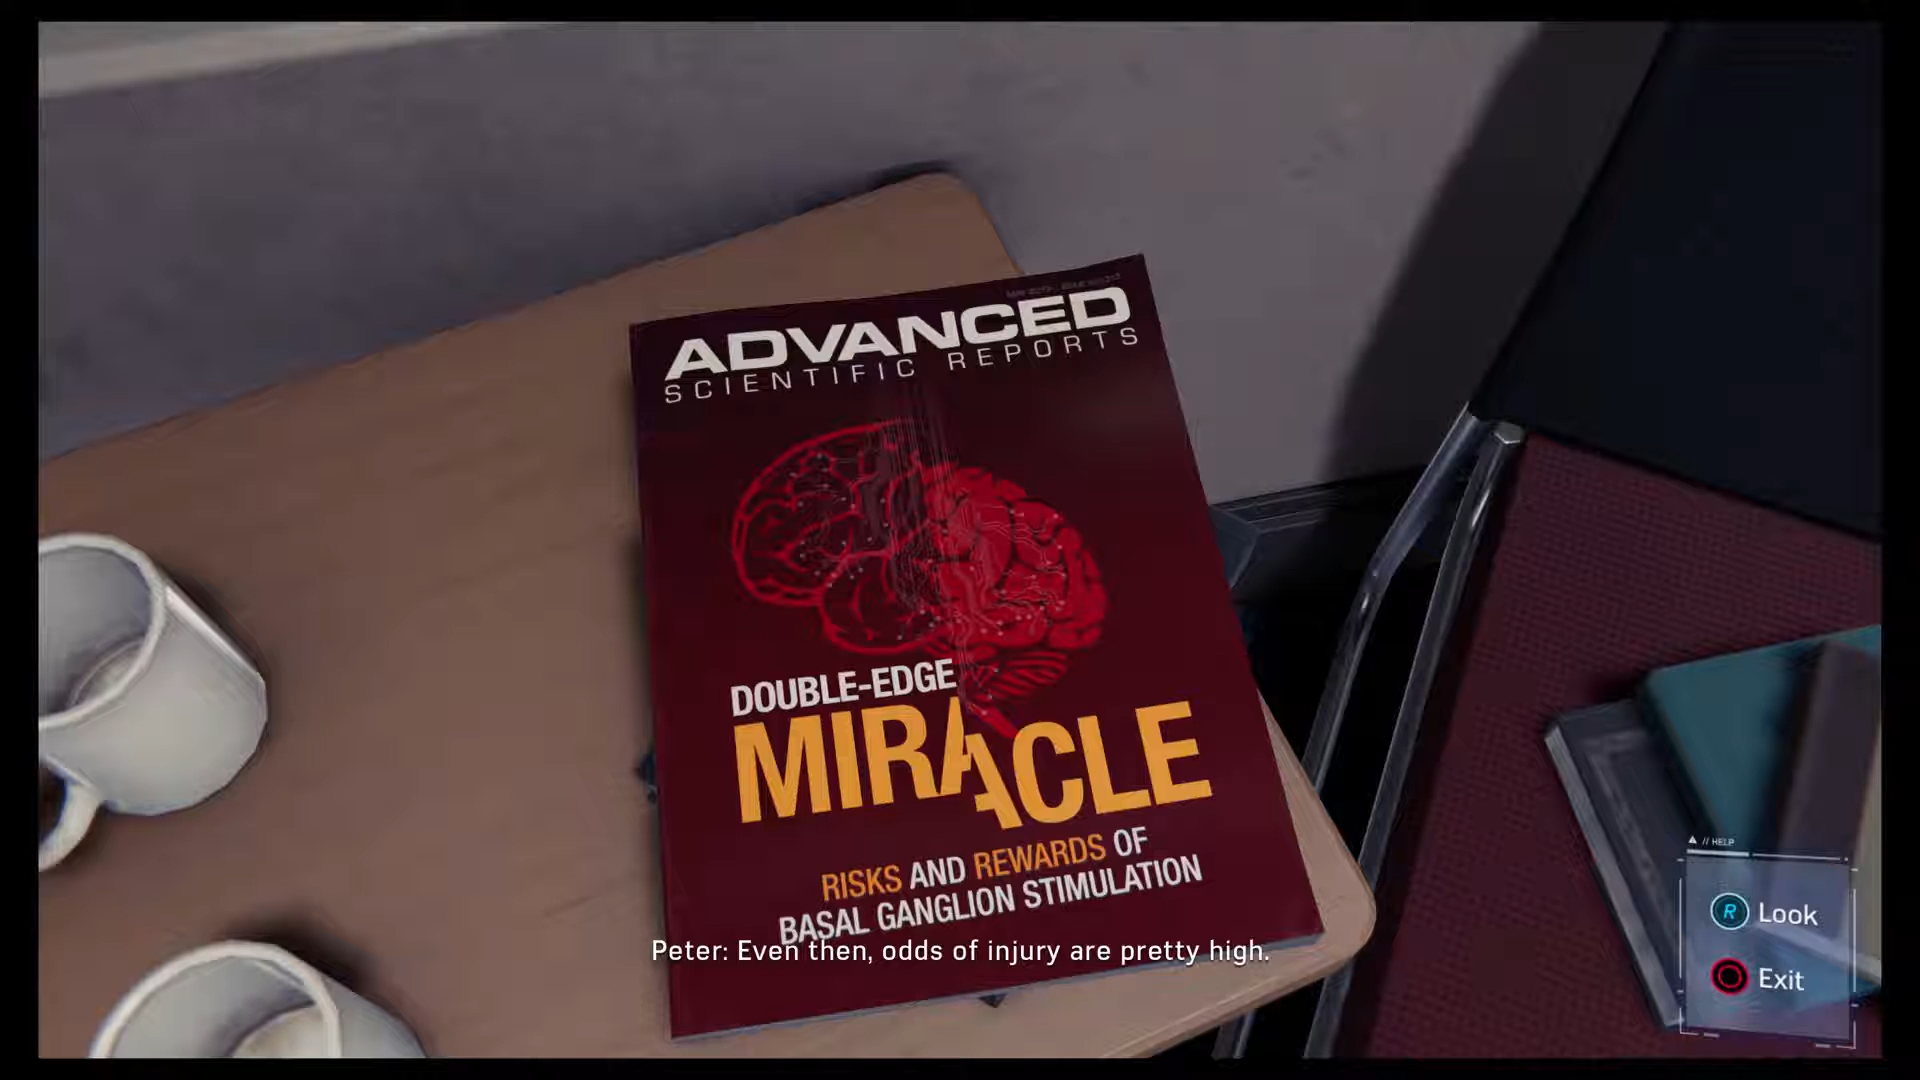 ADVANCED
SCIENTIFIC REPORTS
DOUBLE-EDGE
MIRACLE
RISKS AND REWARDS OF
BASAL GANGLION STIMULATION
Peter: Even then, odds of injury are pretty high.
// HELP
R Look
Exit